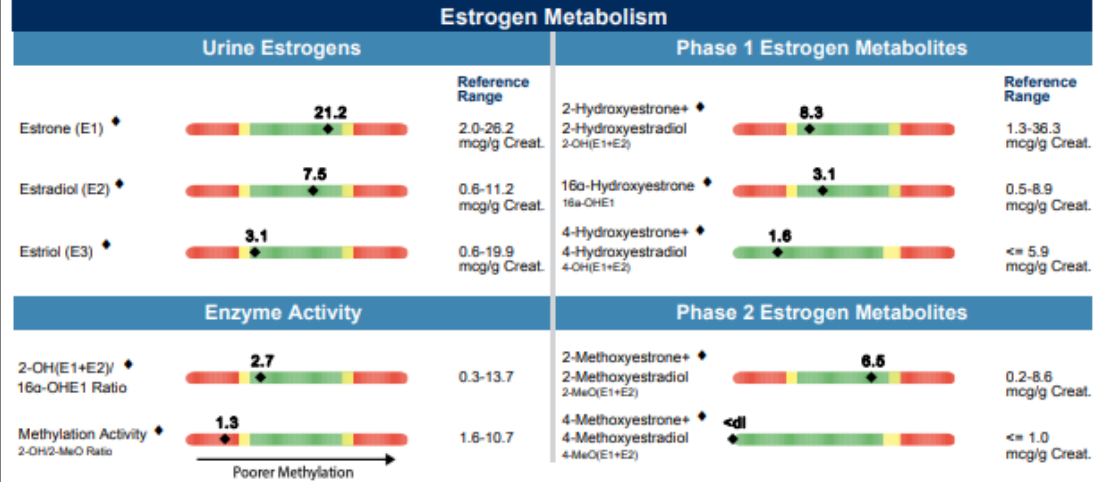 Estrogen Metabolism
Urine Estrogens
Reference
Range
Estrone (E1) ♦
21.2
2.0-26.2
mcg/g Creat.
Estradiol (E2) ♦
7.5
0.6-11.2
mcg/g Creat.
Estriol (E3) ♦
3.1
0.6-19.9
mcg/g Creat.
Phase 1 Estrogen Metabolites
Reference
Range
2-Hydroxyestrone+ ♦
2-Hydroxyestradiol
2-OH(E1+E2)
8.3
1.3-36.3
mcg/g Creat.
16α-Hydroxyestrone ♦
16a-OHE1
3.1
0.5-8.9
mcg/g Creat.
4-Hydroxyestrone+ ♦
4-Hydroxyestradiol
4-OH(E1+E2)
1.6
<= 5.9
mcg/g Creat.
Enzyme Activity
2-OH(E1+E2)/ ♦
16α-OHE1 Ratio
2.7
0.3-13.7
Methylation Activity ♦
2-OH/2-MeO Ratio
1.3
1.6-10.7
Poorer Methylation
Phase 2 Estrogen Metabolites
2-Methoxyestrone+ ♦
2-Methoxyestradiol
2-MeO(E1+E2)
6.5
0.2-8.6
mcg/g Creat.
4-Methoxyestrone+ ♦
4-Methoxyestradiol
4-MeO(E1+E2)
<dl
<= 1.0
mcg/g Creat.